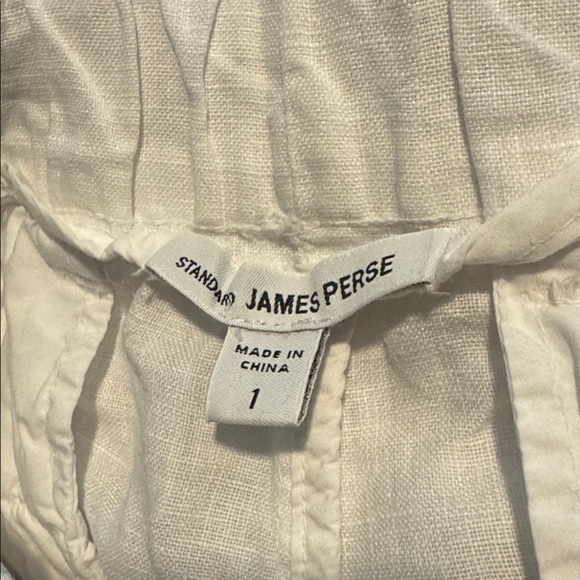 STANDARD JAMES PERSE
MADE IN
CHINA
1